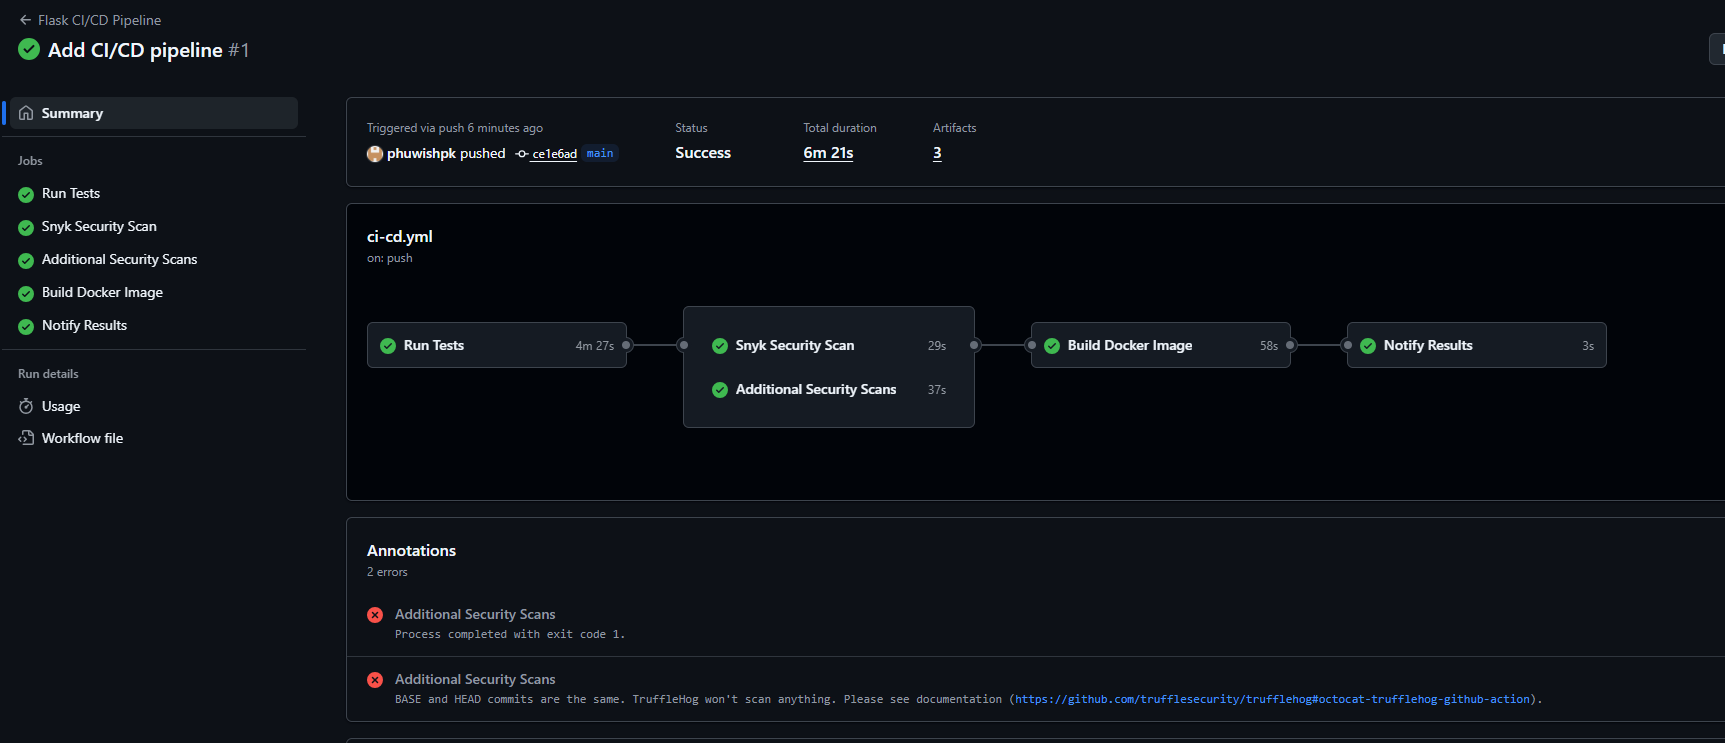 ← Flask CI/CD Pipeline
Add CI/CD pipeline #1
Summary
Jobs
Run Tests
Snyk Security Scan
Additional Security Scans
Build Docker Image
Notify Results
Run details
Usage
Workflow file
Triggered via push 6 minutes ago
phuwishpk pushed ce1e6ad main
Status
Success
Total duration
6m 21s
Artifacts
3
ci-cd.yml
on: push
Run Tests 4m 27s
Snyk Security Scan 29s
Additional Security Scans 37s
Build Docker Image 58s
Notify Results 3s
Annotations
2 errors
Additional Security Scans
Process completed with exit code 1.
Additional Security Scans
BASE and HEAD commits are the same. TruffleHog won't scan anything. Please see documentation (https://github.com/trufflesecurity/trufflehog#octocat-trufflehog-github-action).